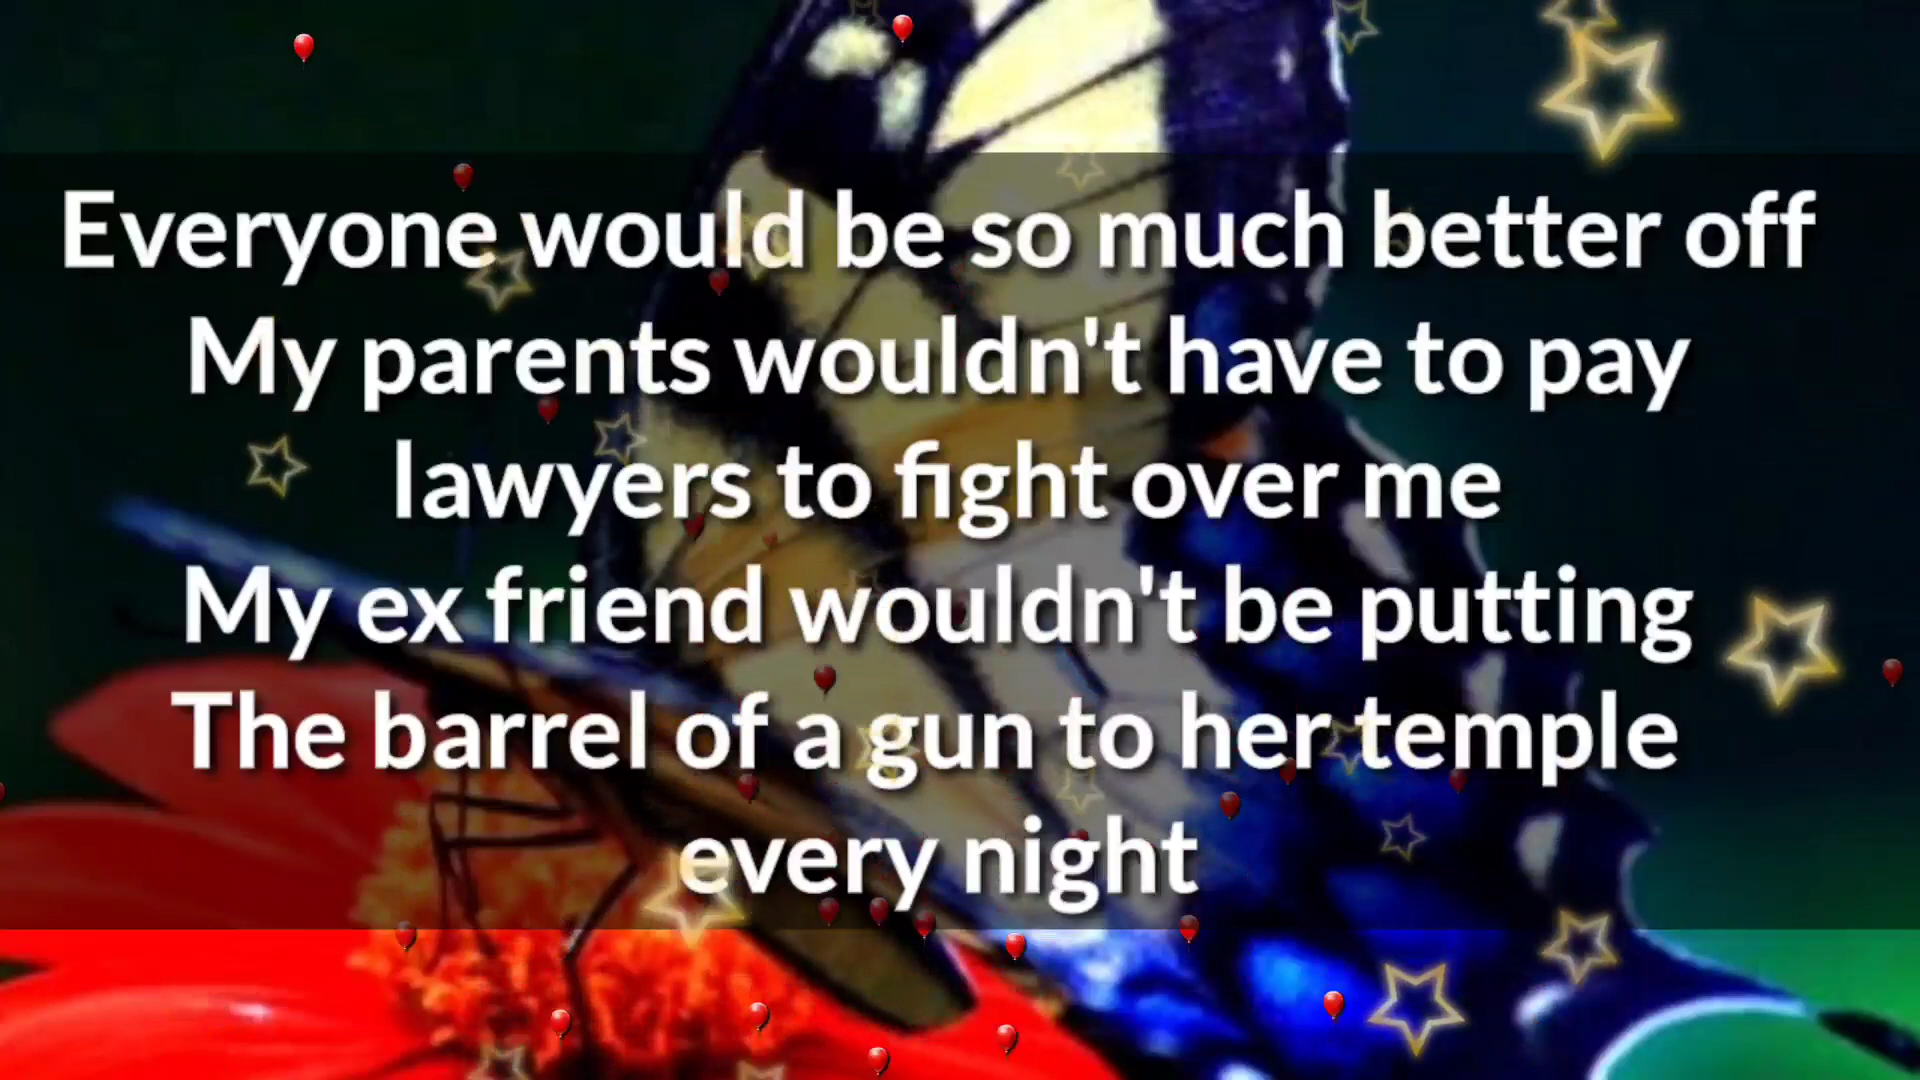 Everyone would be so much better off
My parents wouldn't have to pay
lawyers to fight over me
My ex friend wouldn't be putting
The barrel of a gun to her temple
every night